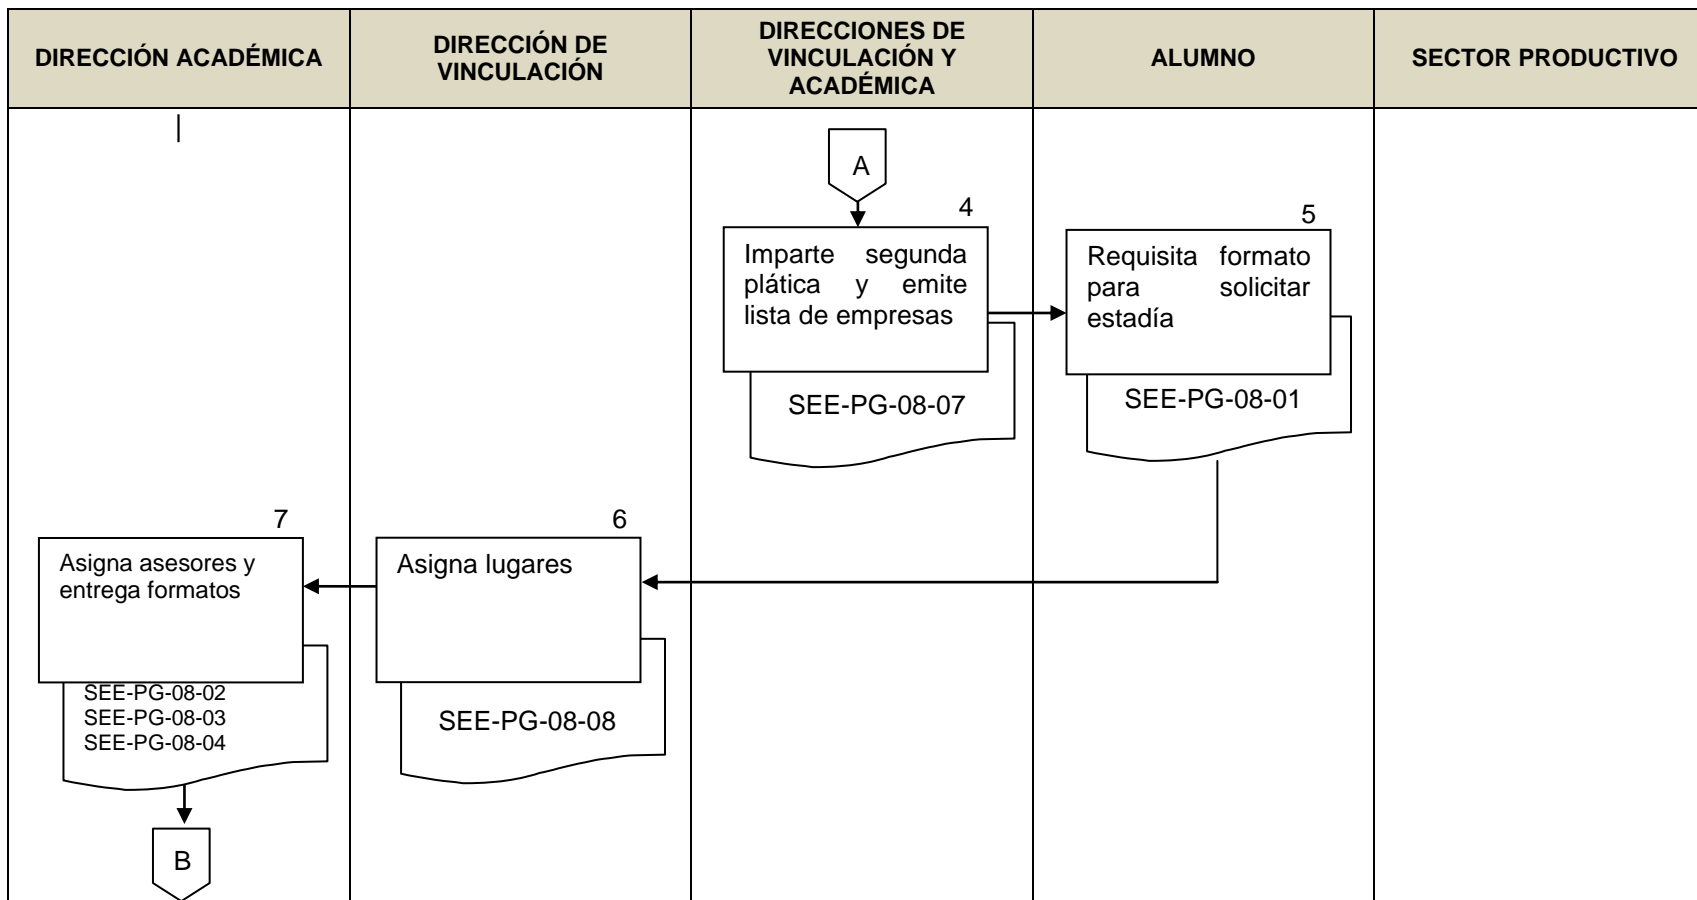 DIRECCIÓN ACADÉMICA
DIRECCIÓN DE
VINCULACIÓN
DIRECCIONES DE
VINCULACIÓN Y
ACADÉMICA
ALUMNO
SECTOR PRODUCTIVO
A
4
Imparte segunda
plática y emite
lista de empresas
SEE-PG-08-07
5
Requisita formato
para solicitar
estadía
SEE-PG-08-01
6
Asigna lugares
SEE-PG-08-08
7
Asigna asesores y
entrega formatos
SEE-PG-08-02
SEE-PG-08-03
SEE-PG-08-04
B